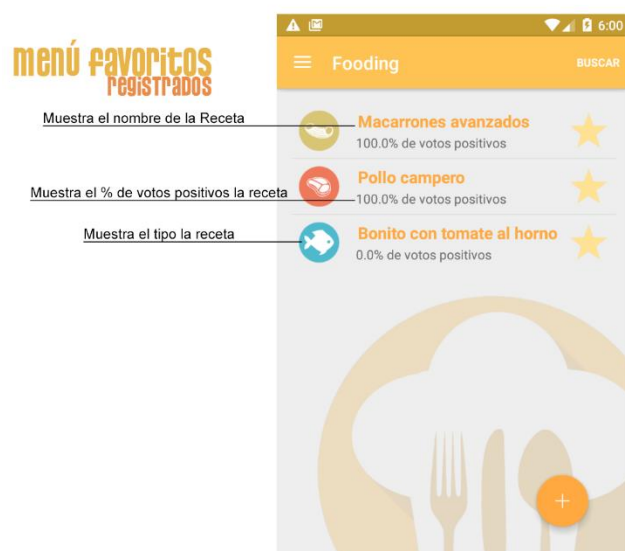 menú favoritos
registrados
Muestra el nombre de la Receta
Muestra el % de votos positivos la receta
Muestra el tipo la receta
6:00
Fooding
BUSCAR
Macarrones avanzados
100.0% de votos positivos
Pollo campero
100.0% de votos positivos
Bonito con tomate al horno
0.0% de votos positivos
+